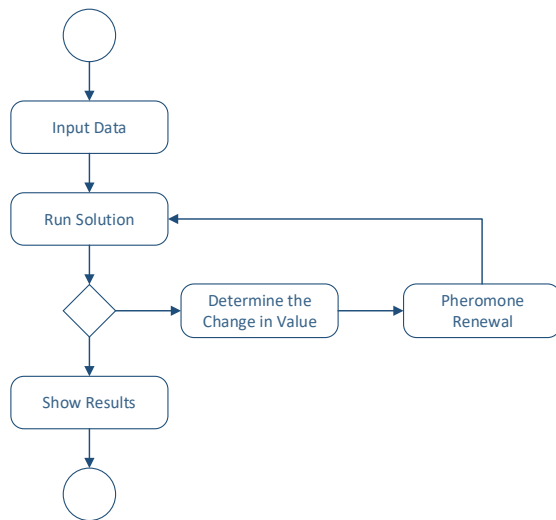 Input Data
Run Solution
Determine the
Change in Value
Pheromone
Renewal
Show Results